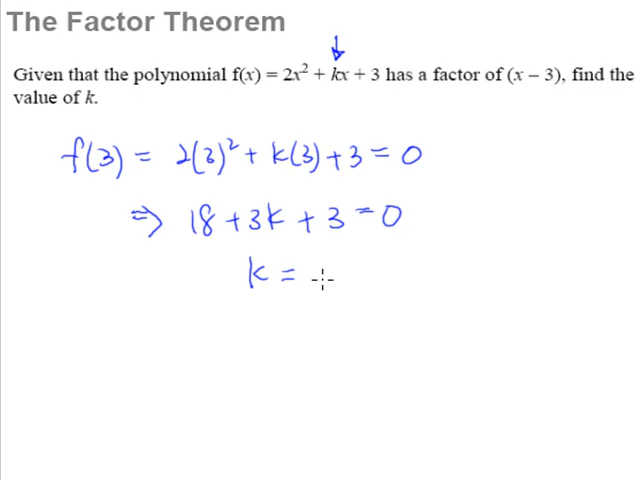 The Factor Theorem
Given that the polynomial f(x) = 2x² + kx + 3 has a factor of (x – 3), find the
value of k.
f(3) = 2(3)² + k(3) + 3 = 0
⇒ 18 + 3k + 3 = 0
k =